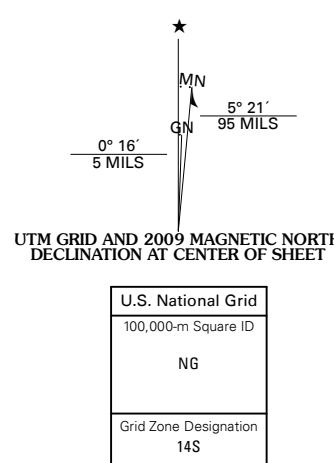 ★
MN
GN
5° 21´
95 MILS
0° 16´
5 MILS
UTM GRID AND 2009 MAGNETIC NORTH
DECLINATION AT CENTER OF SHEET
U.S. National Grid
100,000-m Square ID
NG
Grid Zone Designation
14S